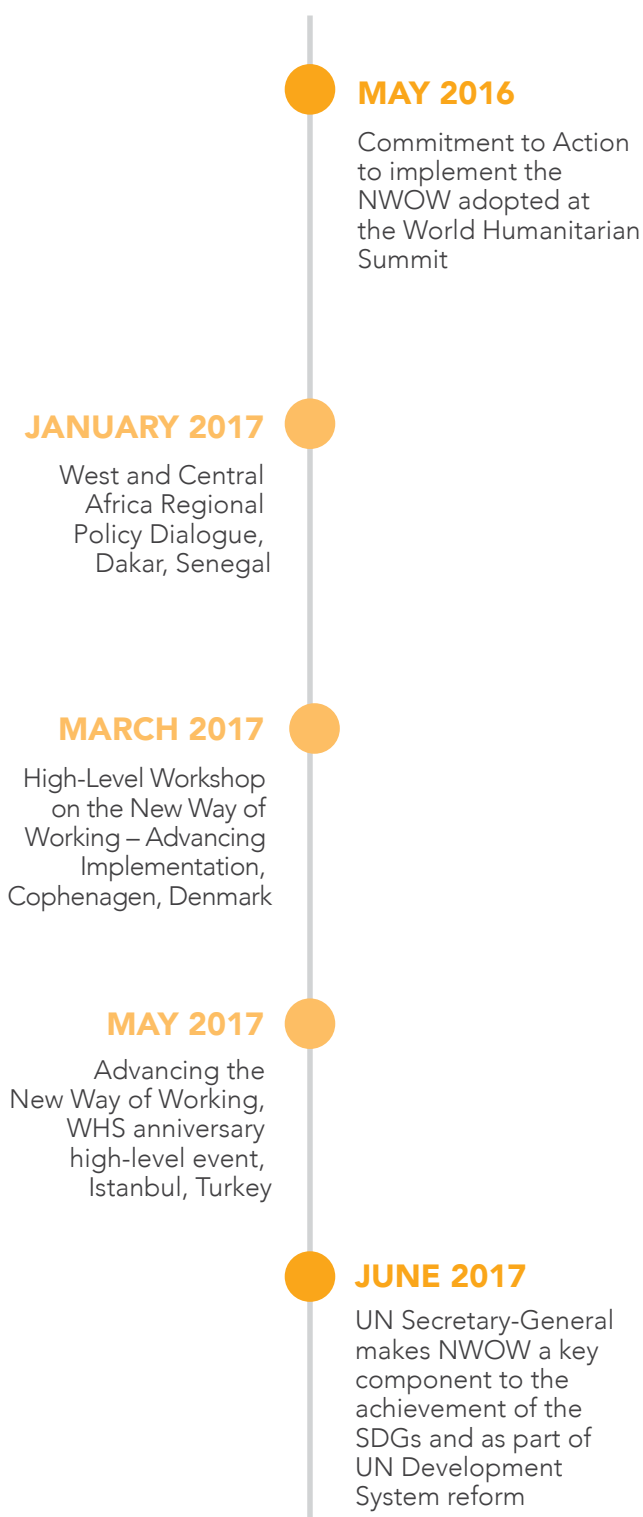 MAY 2016
Commitment to Action
to implement the
NWOW adopted at
the World Humanitarian
Summit
JANUARY 2017
West and Central
Africa Regional
Policy Dialogue,
Dakar, Senegal
MARCH 2017
High-Level Workshop
on the New Way of
Working – Advancing
Implementation,
Cophenagen, Denmark
MAY 2017
Advancing the
New Way of Working,
WHS anniversary
high-level event,
Istanbul, Turkey
JUNE 2017
UN Secretary-General
makes NWOW a key
component to the
achievement of the
SDGs and as part of
UN Development
System reform